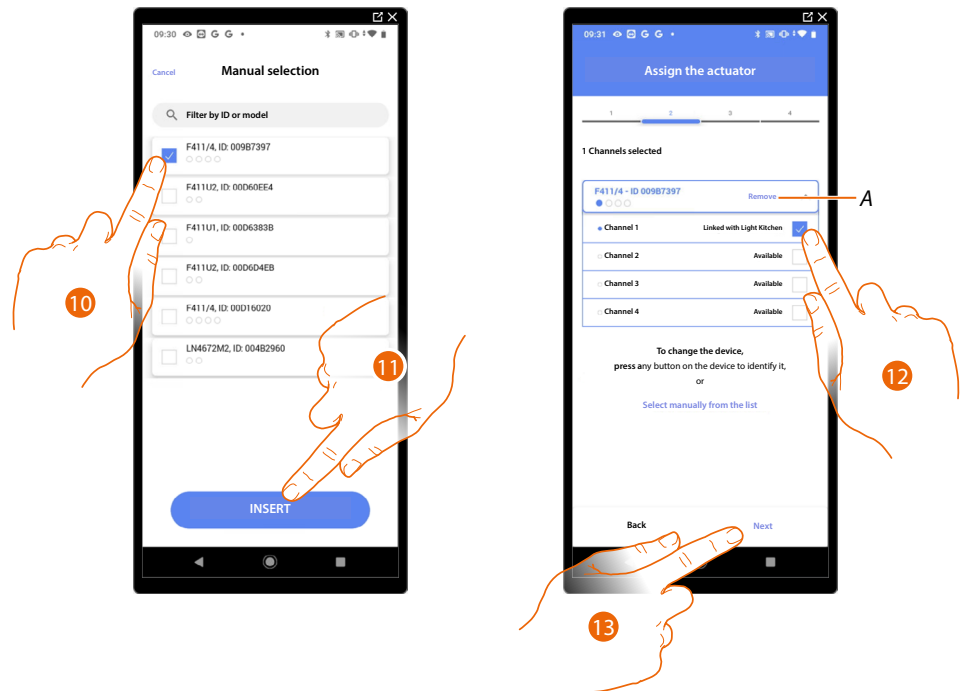 09:30 G G
Cancel Manual selection
Filter by ID or model
F411/4, ID: 009B7397
F411U2, ID: 00D60EE4
F411U1, ID: 00D6383B
F411U2, ID: 00D6D4EB
F411/4, ID: 00D16020
LN4672M2, ID: 004B2960
INSERT
10
11
09:31 G G
Assign the actuator
1 2 3 4
1 Channels selected
F411/4 - ID 009B7397
Remove
A
Channel 1 Linked with Light Kitchen
Channel 2 Available
Channel 3 Available
Channel 4 Available
To change the device,
press any button on the device to identify it,
or
Select manually from the list
Back Next
12
13